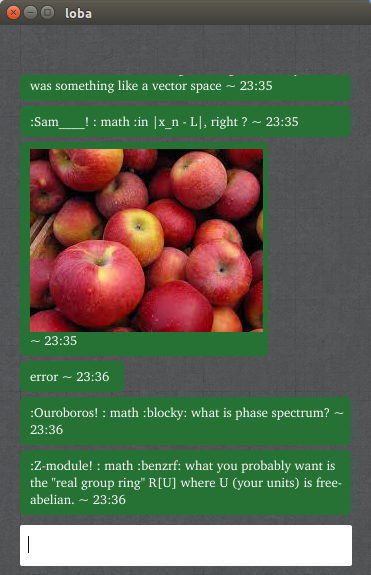 loba
was something like a vector space ~ 23:35
:Sam____! : math :in |x_n - L|, right ? ~ 23:35
~ 23:35
error ~ 23:36
:Ouroboros! : math :blocky: what is phase spectrum? ~
23:36
:Z-module! : math :benzrf: what you probably want is
the "real group ring" R[U] where U (your units) is free-
abelian. ~ 23:36